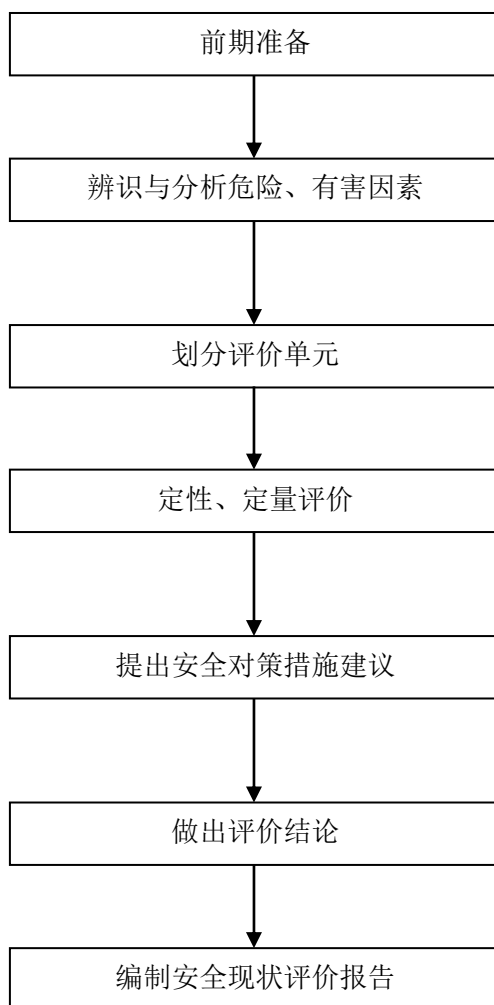 前期准备
辨识与分析危险、有害因素
划分评价单元
定性、定量评价
提出安全对策措施建议
做出评价结论
编制安全现状评价报告